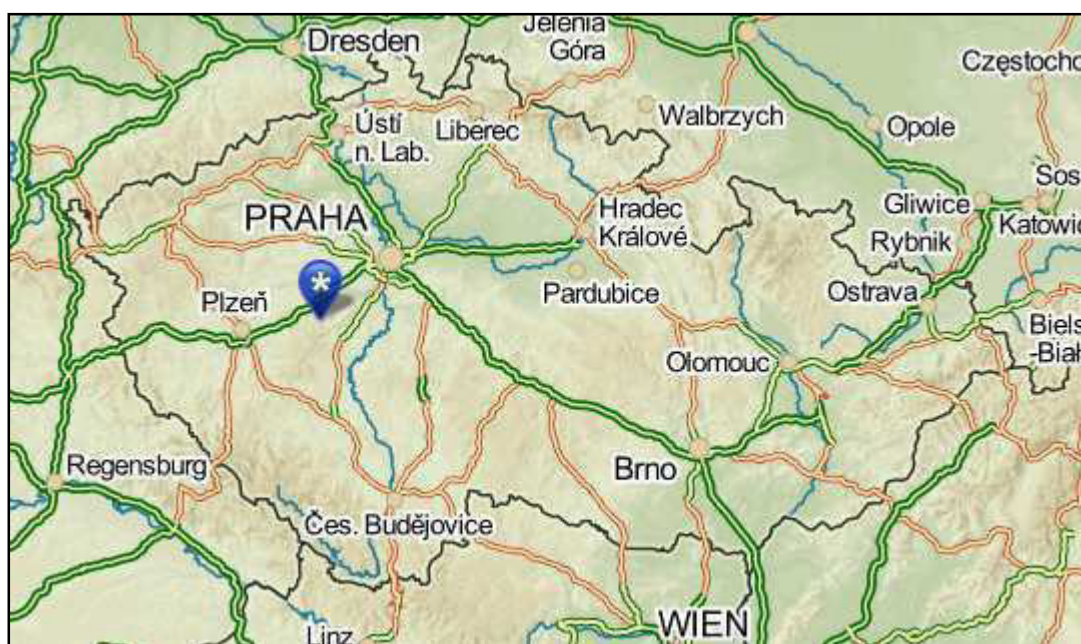 Jelenia
Góra
Dresden
Częstocho
Walbrzych
Ústí
n. Lab.
Liberec
Opole
Sos
PRAHA
Hradec
Králové
Gliwice
Katowic
Rybnik
*
Plzeň
Pardubice
Ostrava
Biels
-Biał
Olomouc
Regensburg
Brno
Čes. Budějovice
WIEN
Linz